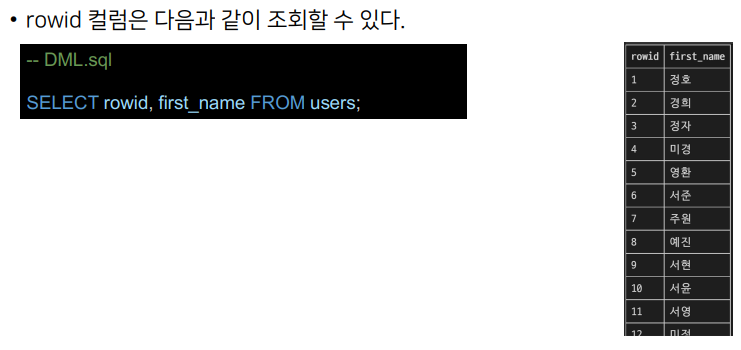 • rowid 컬럼은 다음과 같이 조회할 수 있다.
-- DML.sql
SELECT rowid, first_name FROM users;
rowid first_name
1 정호
2 경희
3 정자
4 미경
5 영환
6 서준
7 주원
8 예진
9 서현
10 서윤
11 서영
12